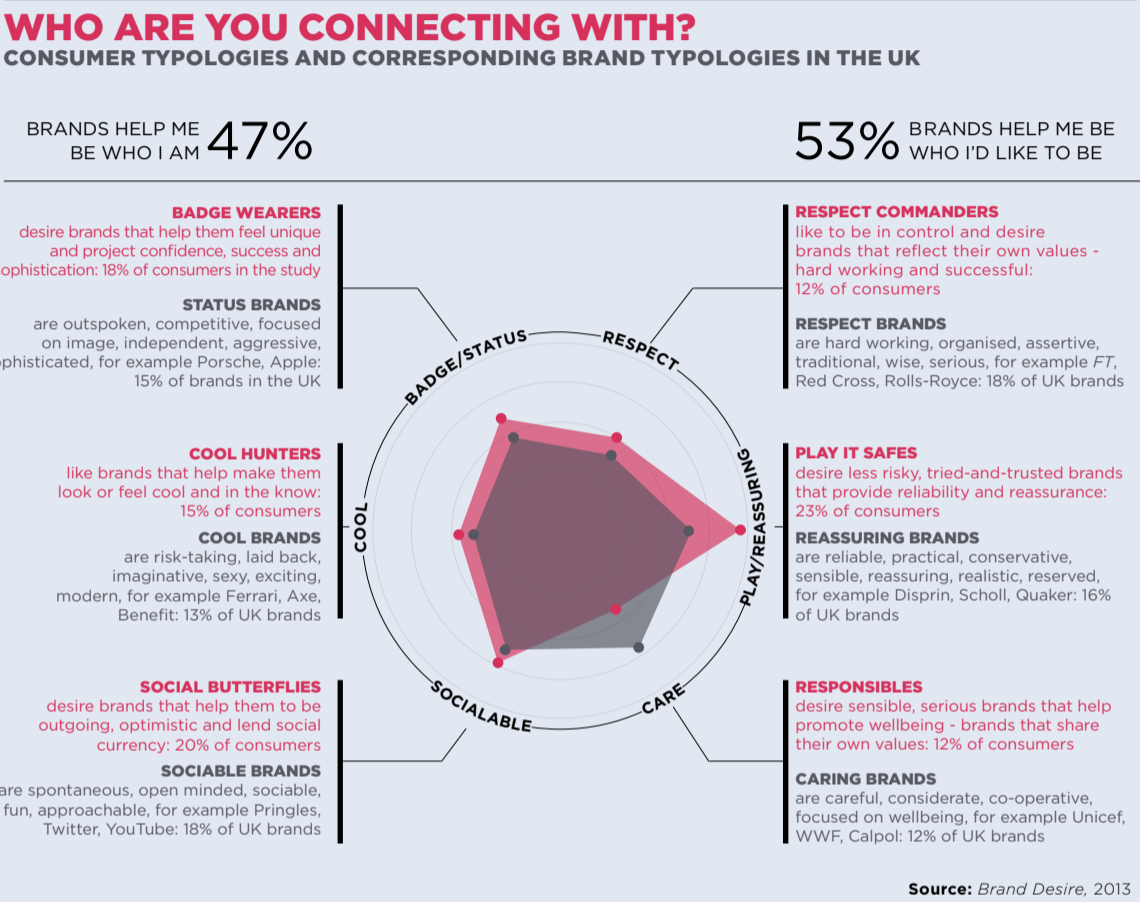 WHO ARE YOU CONNECTING WITH?
CONSUMER TYPOLOGIES AND CORRESPONDING BRAND TYPOLOGIES IN THE UK
BRANDS HELP ME
BE WHO I AM
47%
53%
BRANDS HELP ME BE
WHO I'D LIKE TO BE
BADGE WEARERS
desire brands that help them feel unique
and project confidence, success and
ophistication: 18% of consumers in the study
STATUS BRANDS
are outspoken, competitive, focused
on image, independent, aggressive,
phisticated, for example Porsche, Apple:
15% of brands in the UK
COOL HUNTERS
like brands that help make them
look or feel cool and in the know:
15% of consumers
COOL BRANDS
are risk-taking, laid back,
imaginative, sexy, exciting,
modern, for example Ferrari, Axe,
Benefit: 13% of UK brands
SOCIAL BUTTERFLIES
desire brands that help them to be
outgoing, optimistic and lend social
currency: 20% of consumers
SOCIABLE BRANDS
are spontaneous, open minded, sociable,
fun, approachable, for example Pringles,
Twitter, YouTube: 18% of UK brands
BADGE/STATUS
RESPECT
COOL
PLAY/REASSURING
SOCIALABLE
CARE
RESPECT COMMANDERS
like to be in control and desire
brands that reflect their own values -
hard working and successful:
12% of consumers
RESPECT BRANDS
are hard working, organised, assertive,
traditional, wise, serious, for example FT,
Red Cross, Rolls-Royce: 18% of UK brands
PLAY IT SAFES
desire less risky, tried-and-trusted brands
that provide reliability and reassurance:
23% of consumers
REASSURING BRANDS
are reliable, practical, conservative,
sensible, reassuring, realistic, reserved,
for example Disprin, Scholl, Quaker: 16%
of UK brands
RESPONSIBLES
desire sensible, serious brands that help
promote wellbeing - brands that share
their own values: 12% of consumers
CARING BRANDS
are careful, considerate, co-operative,
focused on wellbeing, for example Unicef,
WWF, Calpol: 12% of UK brands
Source: Brand Desire, 2013